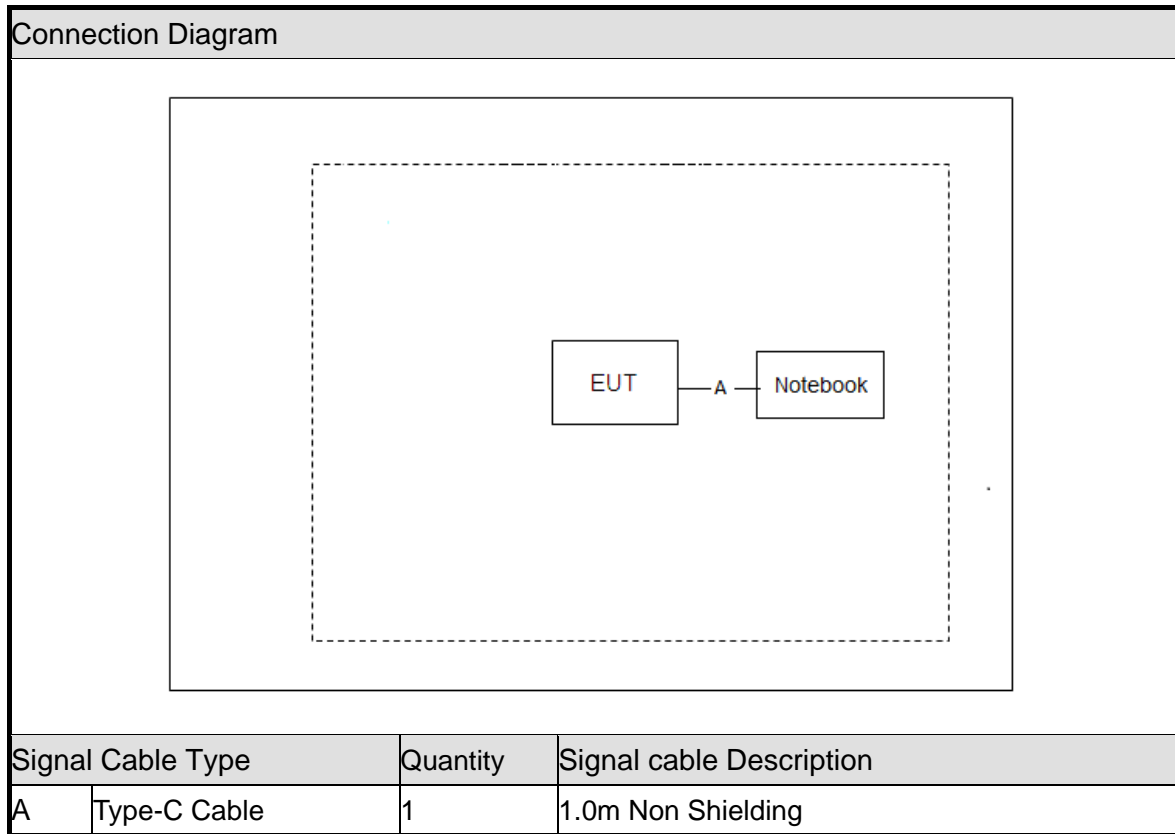 Connection Diagram
EUT
A
Notebook
Signal Cable Type Quantity Signal cable Description
A Type-C Cable 1 1.0m Non Shielding